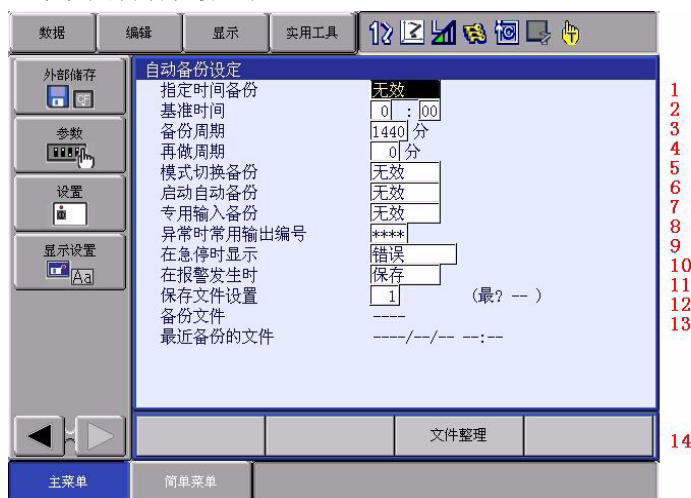 数据 编辑 显示 实用工具
外部储存
CF
参数
设置
显示设置
Aa
自动备份设定
指定时间备份 无效 1
基准时间 0 : 00 2
备份周期 1440 分 3
再做周期 0 分 4
模式切换备份 无效 5
启动自动备份 无效 6
专用输入备份 无效 7
异常时常用输出编号 **** 8
在急停时显示 错误 9
在报警发生时 保存 10
保存文件设置 1 (最? -- ) 11
备份文件 ---- 12
最近备份的文件 ----/--/-- --:-- 13
文件整理 14
主菜单 简单菜单